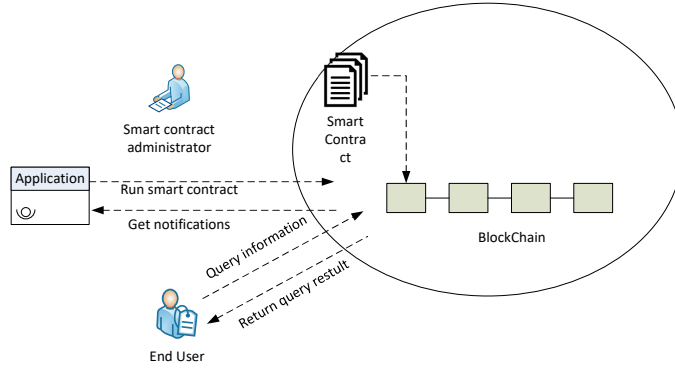 Smart
Contra
ct
Smart contract
administrator
Application
Run smart contract
Get notifications
Query information
Return query restult
BlockChain
End User